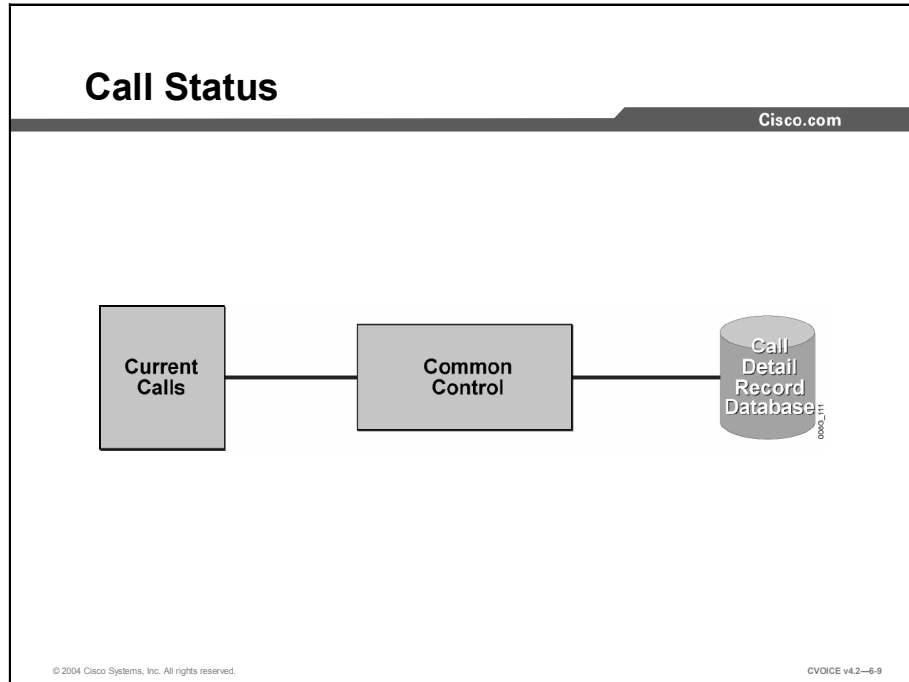 Call Status
Cisco.com
Current
Calls
Common
Control
Call
Detail
Record
Database
© 2004 Cisco Systems, Inc. All rights reserved.
CVOICE v4.2—6-9